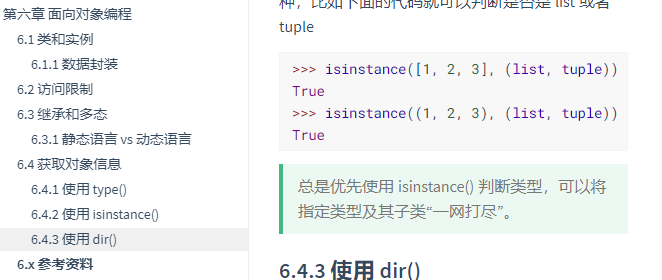 第六章 面向对象编程
6.1 类和实例
6.1.1 数据封装
6.2 访问限制
6.3 继承和多态
6.3.1 静态语言 vs 动态语言
6.4 获取对象信息
6.4.1 使用 type()
6.4.2 使用 isinstance()
6.4.3 使用 dir()
6.x 参考资料
种，比如下面的代码就可以判断是否是 list 或者
tuple
>>> isinstance([1, 2, 3], (list, tuple))
True
>>> isinstance((1, 2, 3), (list, tuple))
True
总是优先使用 isinstance() 判断类型，可以将
指定类型及其子类“一网打尽”。
6.4.3 使用 dir()